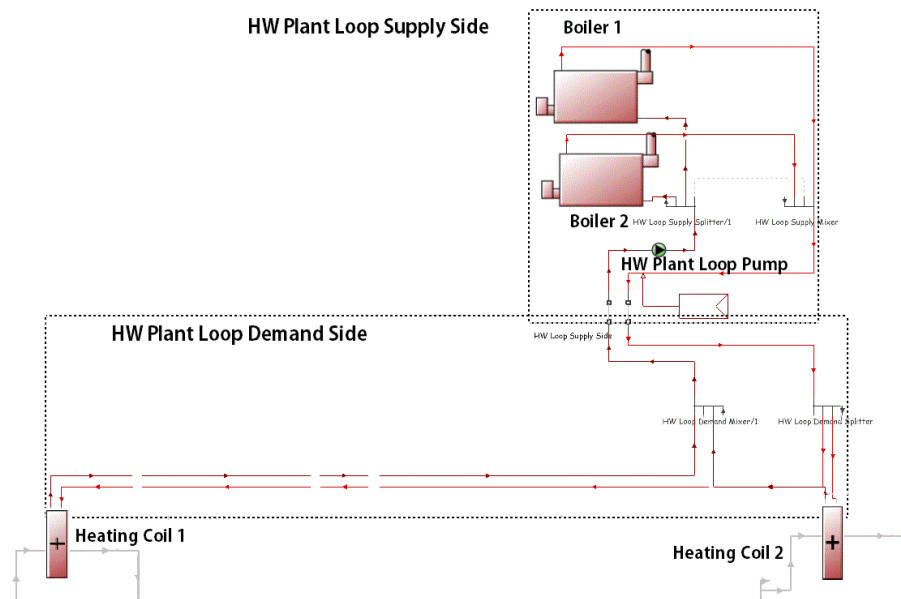 HW Plant Loop Supply Side
Boiler 1
Boiler 2
HW Loop Supply Splitter/1
HW Loop Supply Mixer
HW Plant Loop Pump
HW Plant Loop Demand Side
HW Loop Supply Side
HW Loop Demand Mixer/1
HW Loop Demand Splitter
Heating Coil 1
Heating Coil 2